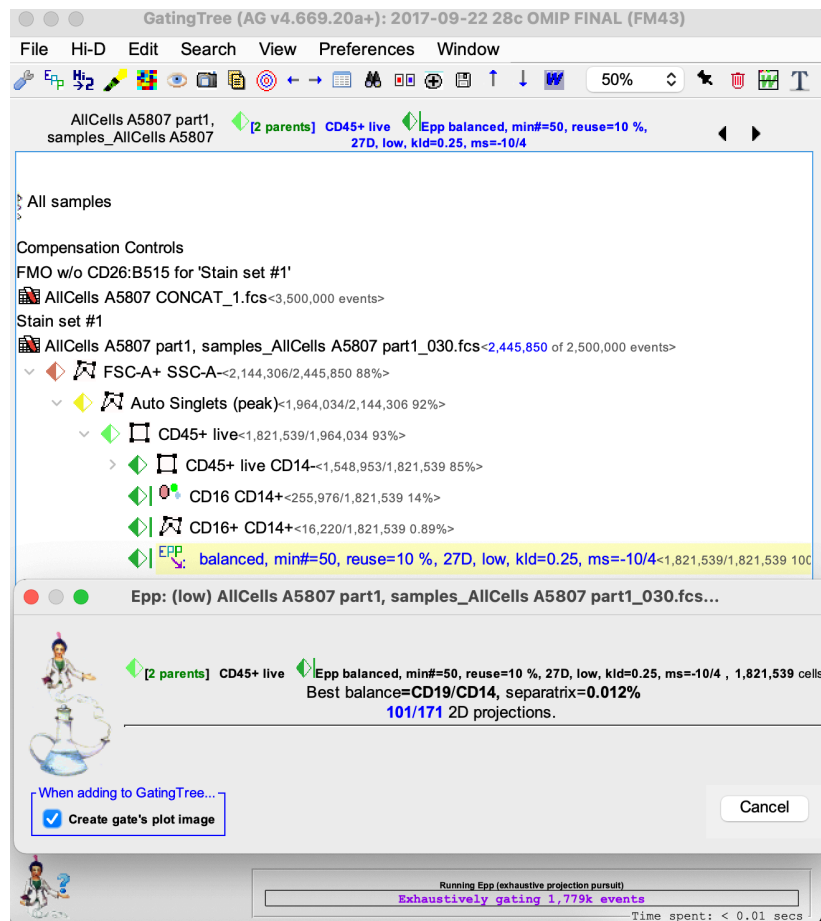 GatingTree (AG v4.669.20a+): 2017-09-22 28c OMIP FINAL (FM43)
File Hi-D Edit Search View Preferences Window
Epp Hi 2 W 50% W T
AllCells A5807 part1, samples_AllCells A5807
[2 parents] CD45+ live Epp balanced, min#=50, reuse=10 %,
27D, low, kld=0.25, ms=-10/4
All samples
Compensation Controls
FMO w/o CD26:B515 for 'Stain set #1'
AllCells A5807 CONCAT_1.fcs<3,500,000 events>
Stain set #1
AllCells A5807 part1, samples_AllCells A5807 part1_030.fcs<2,445,850 of 2,500,000 events>
FSC-A+ SSC-A-<2,144,306/2,445,850 88%>
Auto Singlets (peak)<1,964,034/2,144,306 92%>
CD45+ live<1,821,539/1,964,034 93%>
CD45+ live CD14-<1,548,953/1,821,539 85%>
CD16 CD14+<255,976/1,821,539 14%>
CD16+ CD14+<16,220/1,821,539 0.89%>
EPP balanced, min#=50, reuse=10 %, 27D, low, kld=0.25, ms=-10/4<1,821,539/1,821,539 100
Epp: (low) AllCells A5807 part1, samples_AllCells A5807 part1_030.fcs...
[2 parents] CD45+ live Epp balanced, min#=50, reuse=10 %, 27D, low, kld=0.25, ms=-10/4 , 1,821,539 cells
Best balance=CD19/CD14, separatrix=0.012%
101/171 2D projections.
When adding to GatingTree...
Create gate's plot image
Cancel
Running Epp (exhaustive projection pursuit)
Exhaustively gating 1,779k events
Time spent: < 0.01 secs